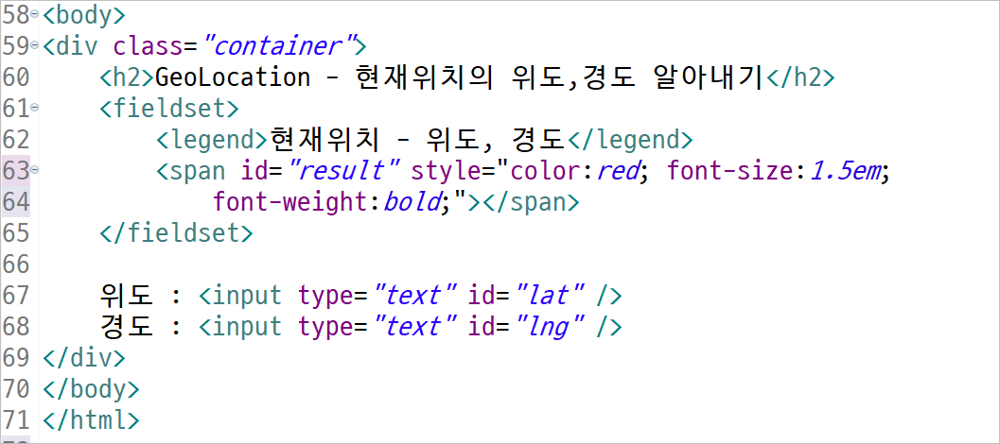 58 <body>
59 <div class="container">
60     <h2>GeoLocation - 현재위치의 위도,경도 알아내기</h2>
61     <fieldset>
62         <legend>현재위치 - 위도, 경도</legend>
63         <span id="result" style="color:red; font-size:1.5em;
64             font-weight:bold;"></span>
65     </fieldset>
66
67     위도 : <input type="text" id="lat" />
68     경도 : <input type="text" id="lng" />
69 </div>
70 </body>
71 </html>